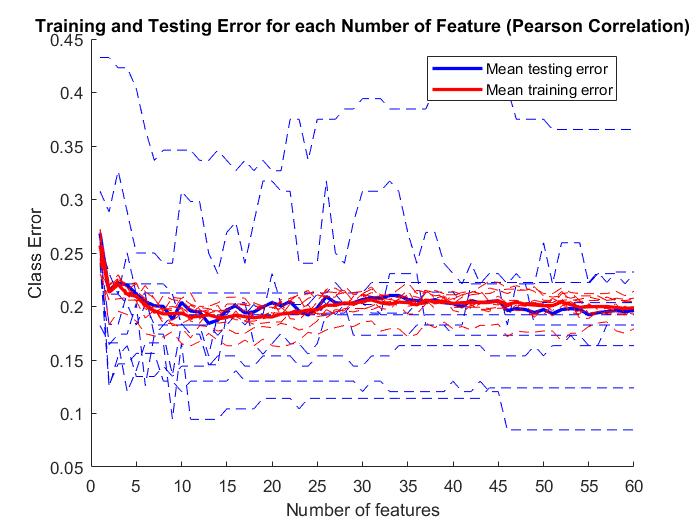 Training and Testing Error for each Number of Feature (Pearson Correlation)
0.45
Mean testing error
Mean training error
0.4
0.35
0.3
0.25
0.2
0.15
0.1
0.05
Class Error
0 5 10 15 20 25 30 35 40 45 50 55 60
Number of features